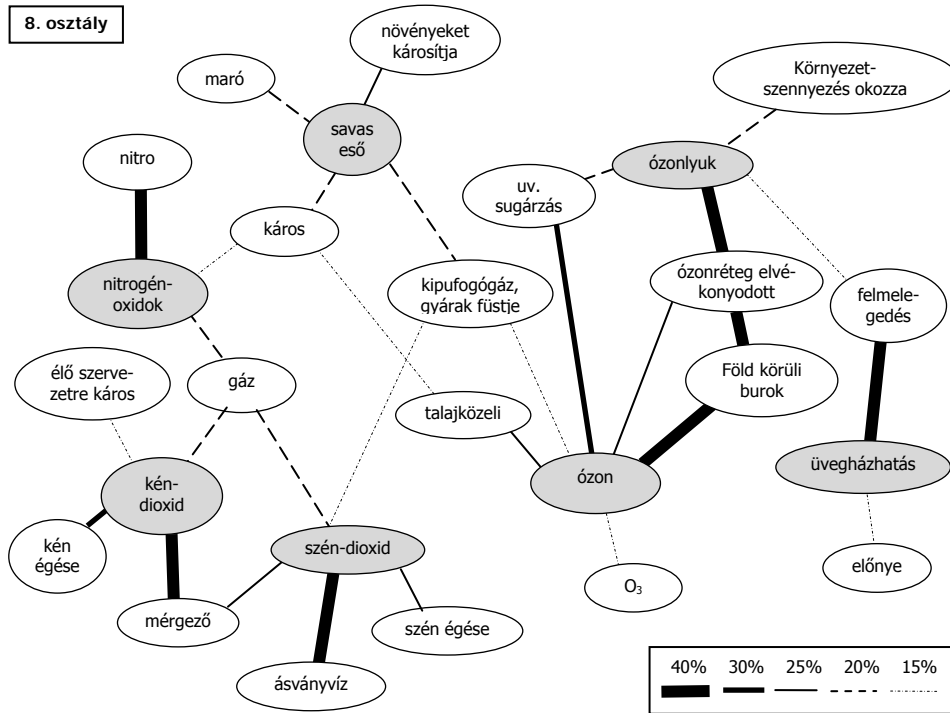 8. osztály
növényeket
károsítja
maró
Környezet-
szennyezés okozza
savas
eső
nitro
ózonlyuk
uv.
sugárzás
káros
nitrogén-
oxidok
kipufogógáz,
gyárak füstje
ózonréteg elvé-
konyodott
felmele-
gedés
élő szerve-
zetre káros
gáz
Föld körüli
burok
talajközeli
kén-
dioxid
ózon
üvegházhatás
kén
égése
szén-dioxid
előnye
O₃
mérgező
szén égése
ásványvíz
40% 30% 25% 20% 15%